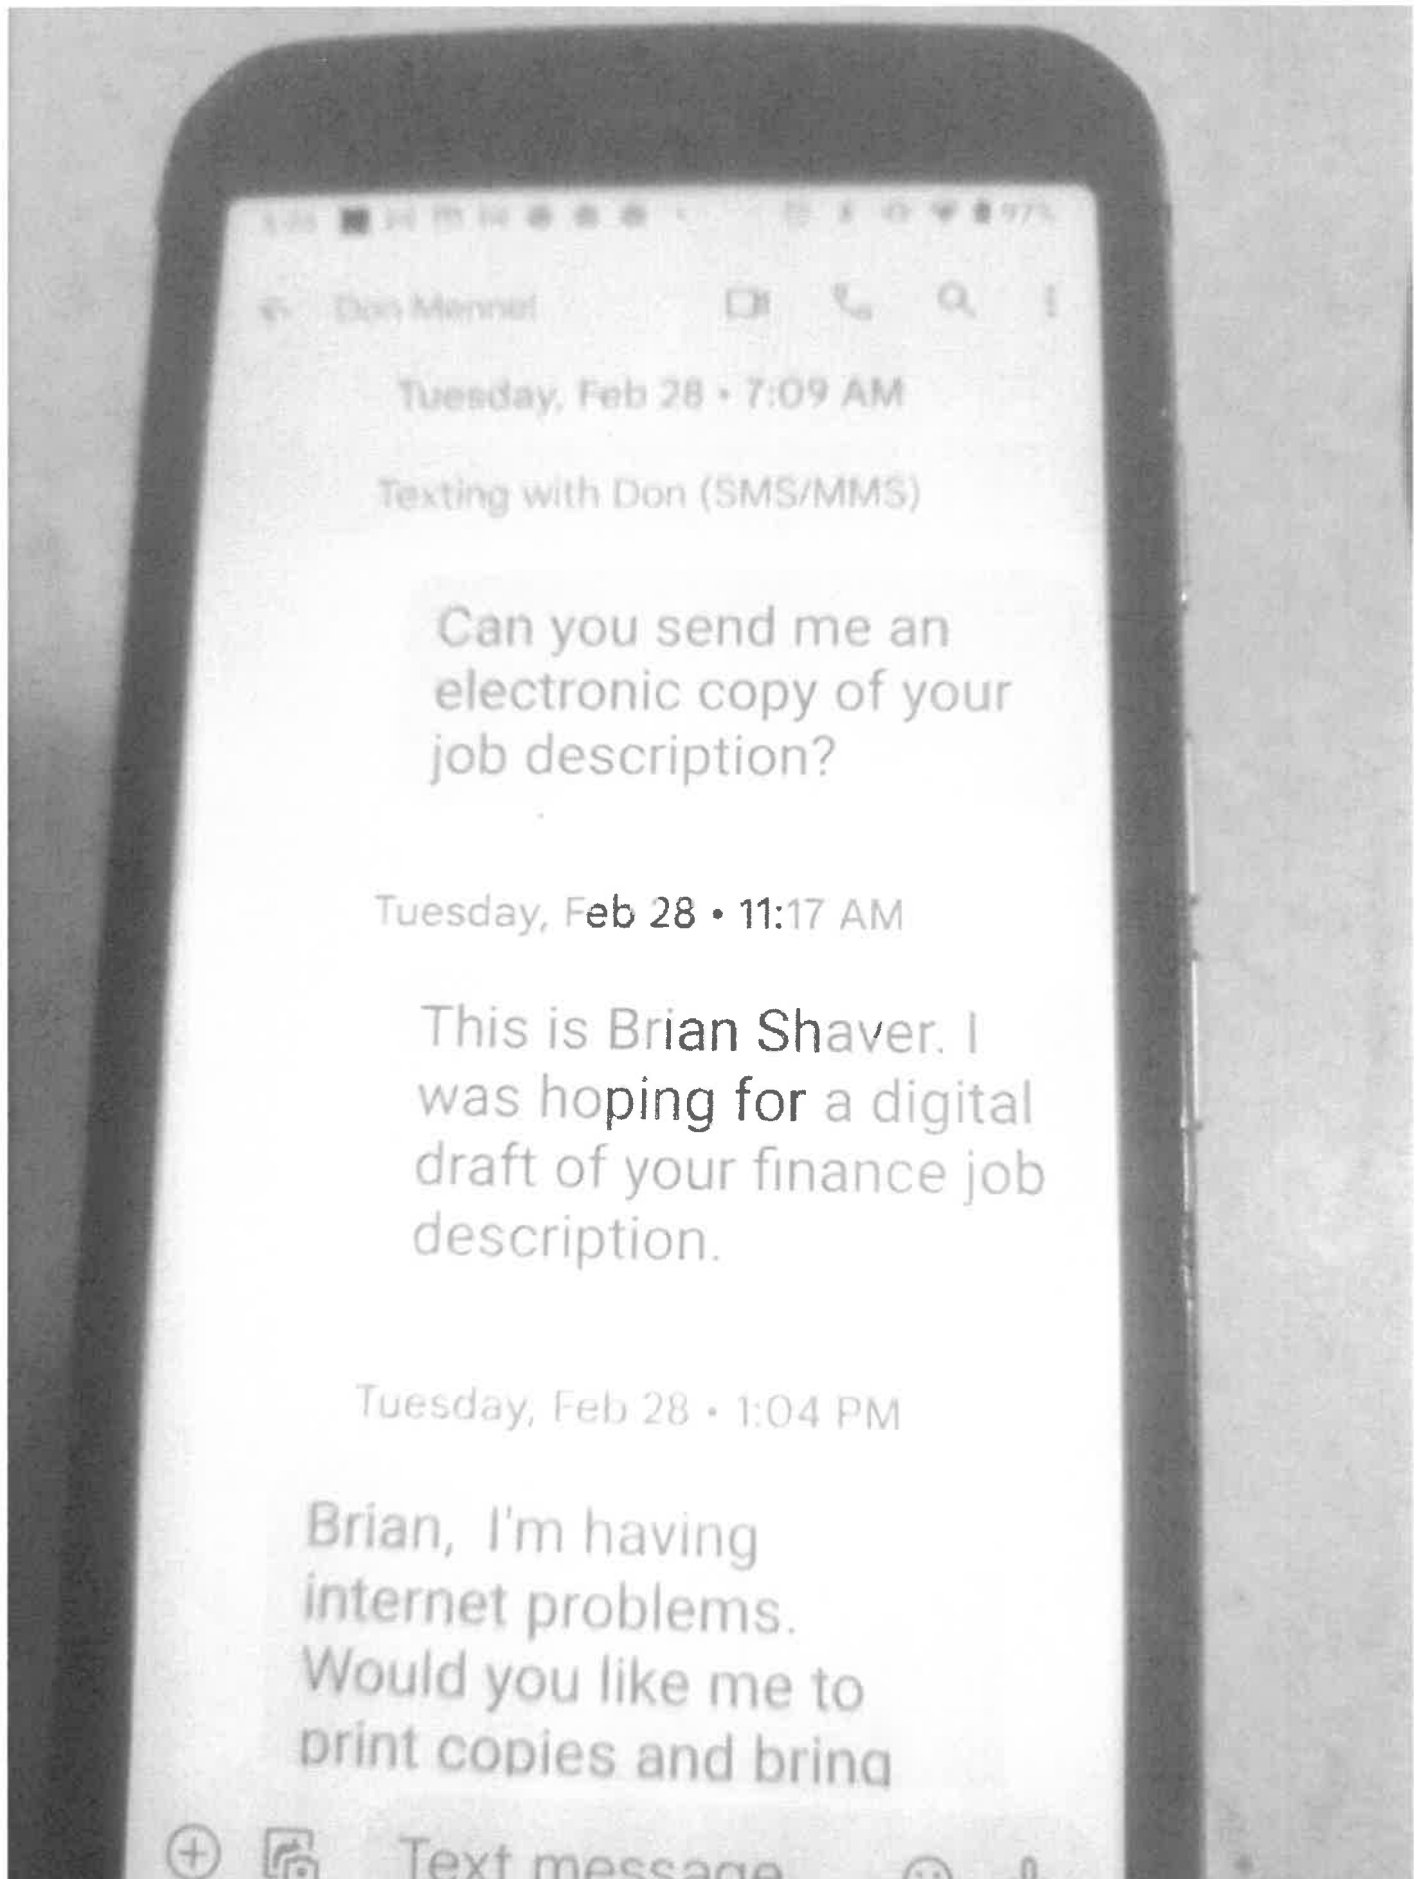 97%
Don Mennel
Tuesday, Feb 28 • 7:09 AM
Texting with Don (SMS/MMS)
Can you send me an
electronic copy of your
job description?
Tuesday, Feb 28 • 11:17 AM
This is Brian Shaver. I
was hoping for a digital
draft of your finance job
description.
Tuesday, Feb 28 • 1:04 PM
Brian, I'm having
internet problems.
Would you like me to
print copies and bring
Text message